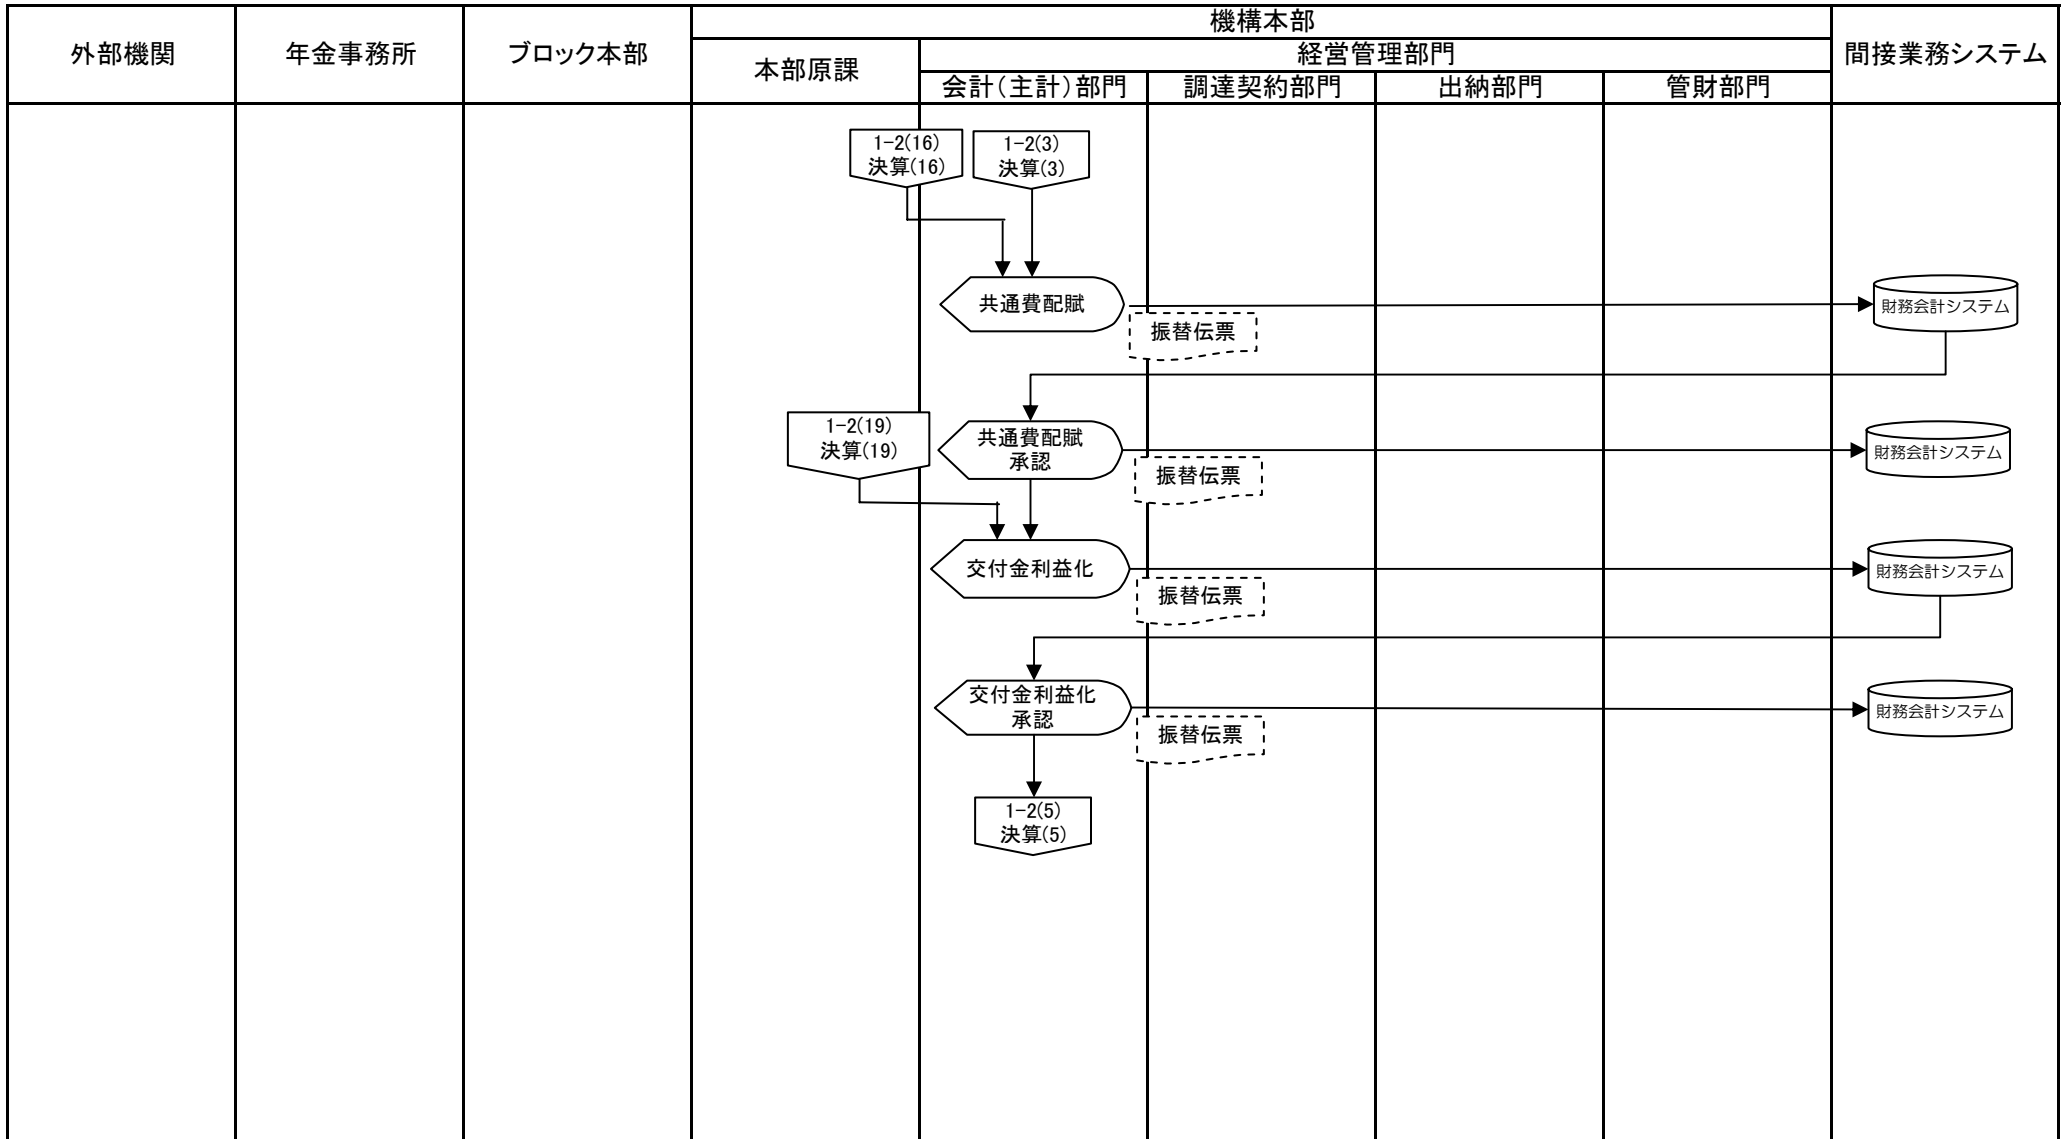 外部機関
年金事務所
ブロック本部
機構本部
本部原課
経営管理部門
会計(主計)部門
調達契約部門
出納部門
管財部門
間接業務システム
1-2(16)
決算(16)
1-2(3)
決算(3)
共通費配賦
振替伝票
財務会計システム
1-2(19)
決算(19)
共通費配賦
承認
振替伝票
財務会計システム
交付金利益化
振替伝票
財務会計システム
交付金利益化
承認
振替伝票
財務会計システム
1-2(5)
決算(5)